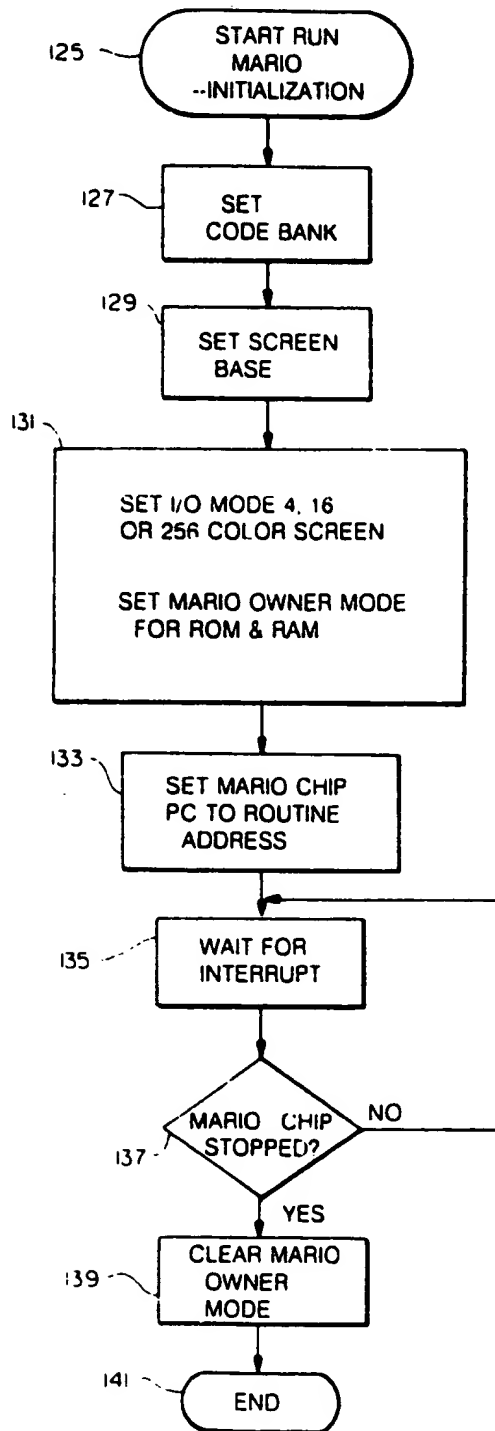 125
START RUN
MARIO
--INITIALIZATION
127
SET
CODE BANK
129
SET SCREEN
BASE
131
SET I/O MODE 4, 16
OR 256 COLOR SCREEN
SET MARIO OWNER MODE
FOR ROM & RAM
133
SET MARIO CHIP
PC TO ROUTINE
ADDRESS
135
WAIT FOR
INTERRUPT
137
MARIO CHIP
STOPPED?
NO
YES
139
CLEAR MARIO
OWNER
MODE
141
END